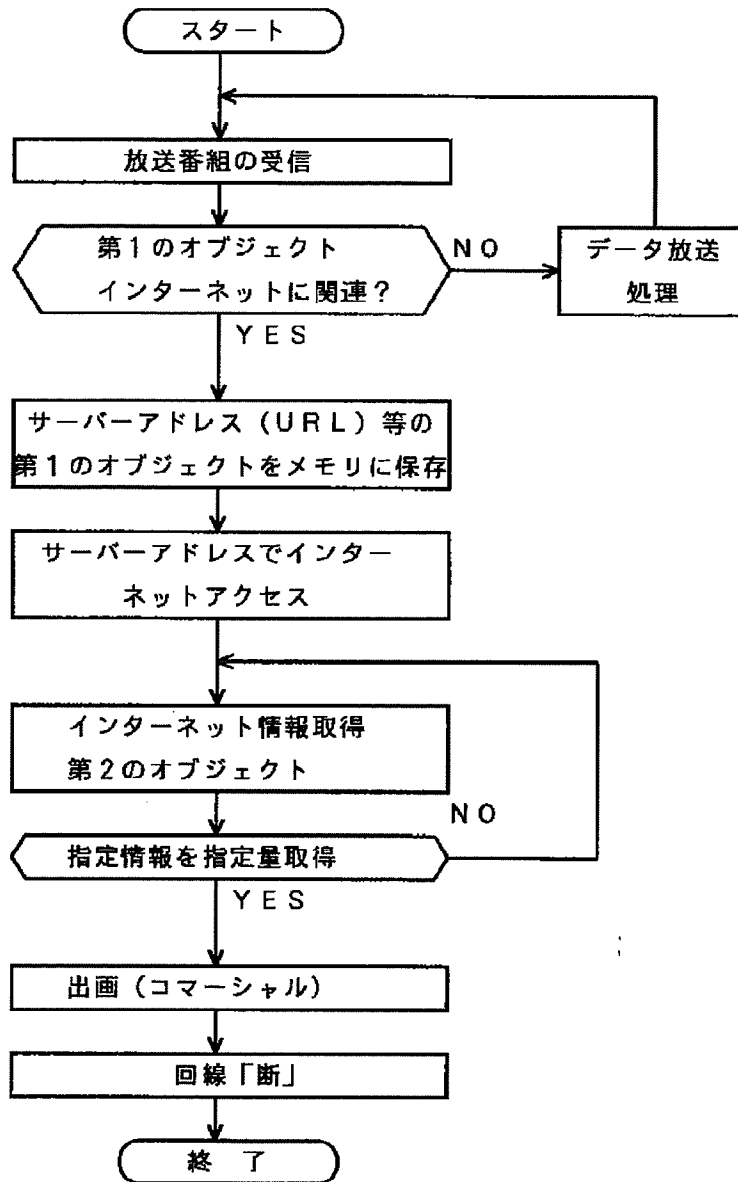 スタート
放送番組の受信
第1のオブジェクト
インターネットに関連？
NO
データ放送
処理
YES
サーバーアドレス（URL）等の
第1のオブジェクトをメモリに保存
サーバーアドレスでインター
ネットアクセス
インターネット情報取得
第2のオブジェクト
NO
指定情報を指定量取得
YES
出画（コマーシャル）
回線「断」
終 了